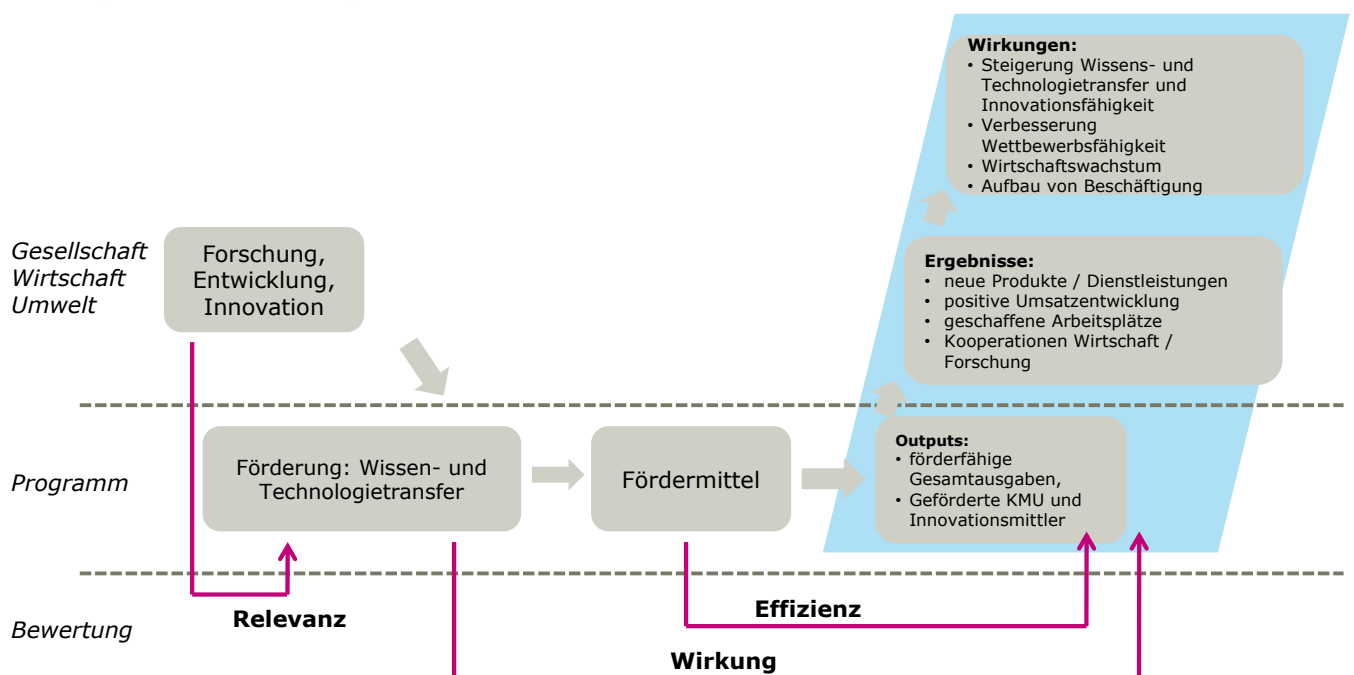 Wirkungen:
• Steigerung Wissens- und
Technologietransfer und
Innovationsfähigkeit
• Verbesserung
Wettbewerbsfähigkeit
• Wirtschaftswachstum
• Aufbau von Beschäftigung
Gesellschaft
Wirtschaft
Umwelt
Forschung,
Entwicklung,
Innovation
Ergebnisse:
• neue Produkte / Dienstleistungen
• positive Umsatzentwicklung
• geschaffene Arbeitsplätze
• Kooperationen Wirtschaft /
Forschung
Programm
Förderung: Wissen- und
Technologietransfer
Fördermittel
Outputs:
• förderfähige
Gesamtausgaben,
• Geförderte KMU und
Innovationsmittler
Bewertung
Relevanz
Effizienz
Wirkung